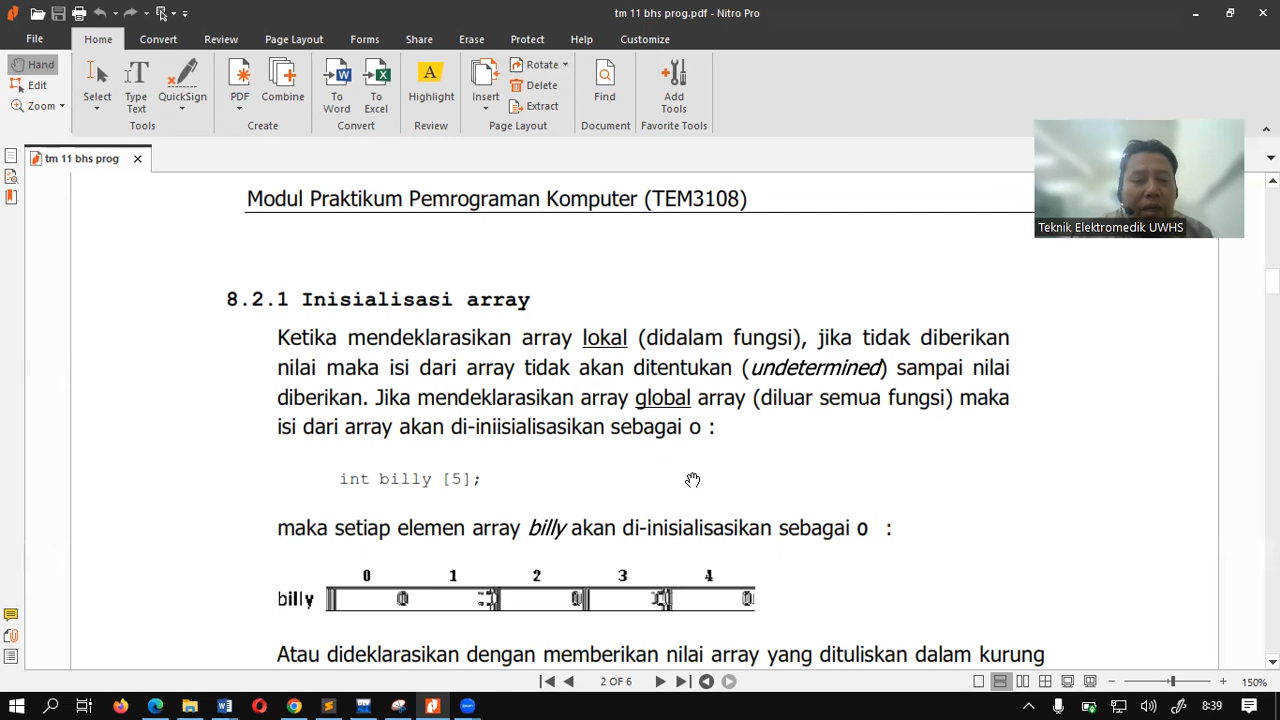 tm 11 bhs prog.pdf - Nitro Pro
File Home Convert Review Page Layout Forms Share Erase Protect Help Customize
Hand
Edit
Zoom
Select
Type Text
QuickSign
Tools
PDF
Combine
Create
To Word
To Excel
Convert
Highlight
Review
Insert
Rotate
Delete
Extract
Page Layout
Find
Document
Add Tools
Favorite Tools
tm 11 bhs prog
Teknik Elektromedik UWHS
Modul Praktikum Pemrograman Komputer (TEM3108)
8.2.1 Inisialisasi array
Ketika mendeklarasikan array lokal (didalam fungsi), jika tidak diberikan
nilai maka isi dari array tidak akan ditentukan (undetermined) sampai nilai
diberikan. Jika mendeklarasikan array global array (diluar semua fungsi) maka
isi dari array akan di-iniisialisasikan sebagai o :
int billy [5];
maka setiap elemen array billy akan di-inisialisasikan sebagai o :
0 1 2 3 4
billy 0 0 0
Atau dideklarasikan dengan memberikan nilai array yang dituliskan dalam kurung
2 OF 6
150%
W
8:39